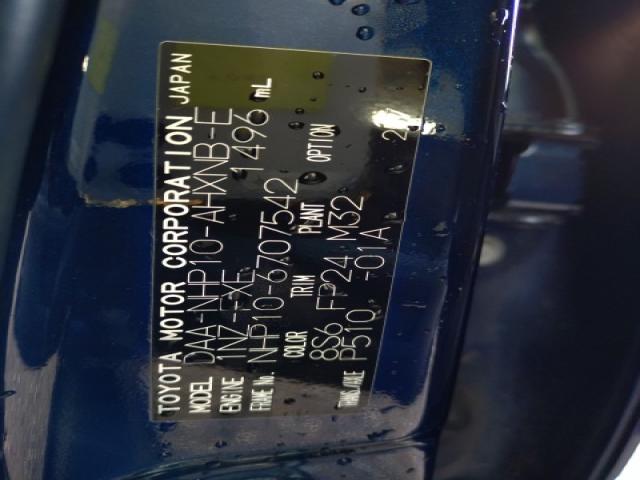 TOYOTA MOTOR CORPORATION JAPAN
MODEL DAA-NHP10-AHXNB-E
ENGINE 1NZ-FXE 1496 mL
FRAME No. NHP10-6707542
COLOR TRIM PLANT OPTION
8S6 FP24 M32
TRANS./AXLE P510 -01A